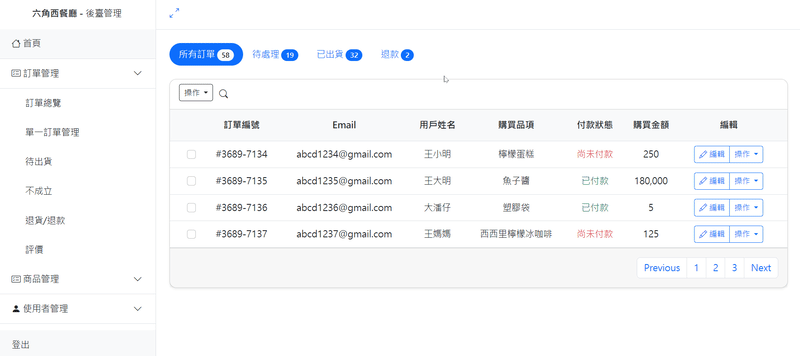 六角西餐廳 - 後臺管理
首頁
訂單管理
訂單總覽
單一訂單管理
待出貨
不成立
退貨/退款
評價
商品管理
使用者管理
登出
所有訂單 58 待處理 19 已出貨 32 退款 2
操作
訂單編號 Email 用戶姓名 購買品項 付款狀態 購買金額 編輯
#3689-7134 abcd1234@gmail.com 王小明 檸檬蛋糕 尚未付款 250 編輯 操作
#3689-7135 abcd1235@gmail.com 王大明 魚子醬 已付款 180,000 編輯 操作
#3689-7136 abcd1236@gmail.com 大潘仔 塑膠袋 已付款 5 編輯 操作
#3689-7137 abcd1237@gmail.com 王媽媽 西西里檸檬冰咖啡 尚未付款 125 編輯 操作
Previous 1 2 3 Next